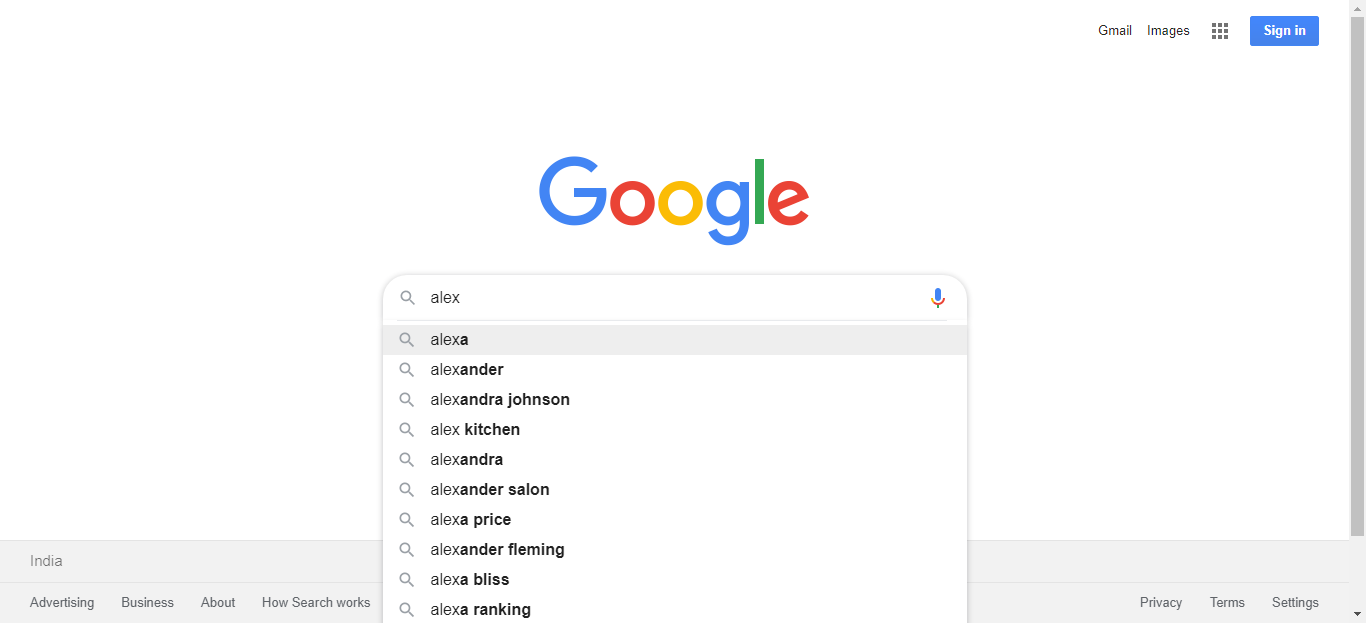 Gmail Images Sign in
Google
alex
alexa
alexander
alexandra johnson
alex kitchen
alexandra
alexander salon
alexa price
alexander fleming
alexa bliss
alexa ranking
India
Advertising Business About How Search works Privacy Terms Settings